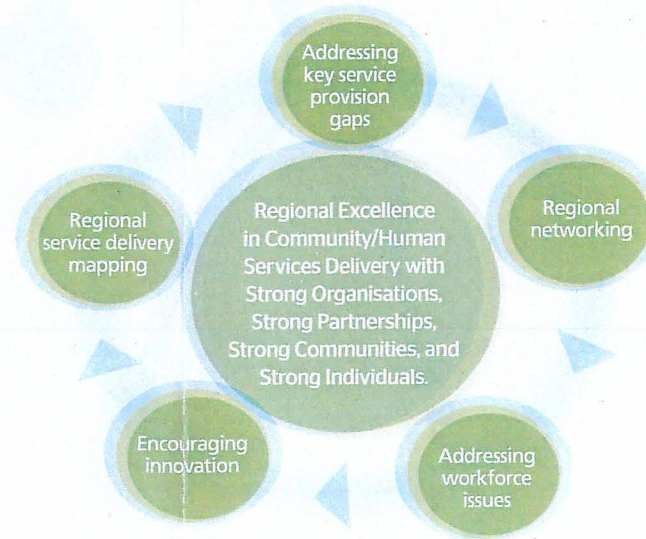 Addressing
key service
provision
gaps
Regional
networking
Addressing
workforce
issues
Encouraging
innovation
Regional
service delivery
mapping
Regional Excellence
in Community/Human
Services Delivery with
Strong Organisations,
Strong Partnerships,
Strong Communities, and
Strong Individuals.